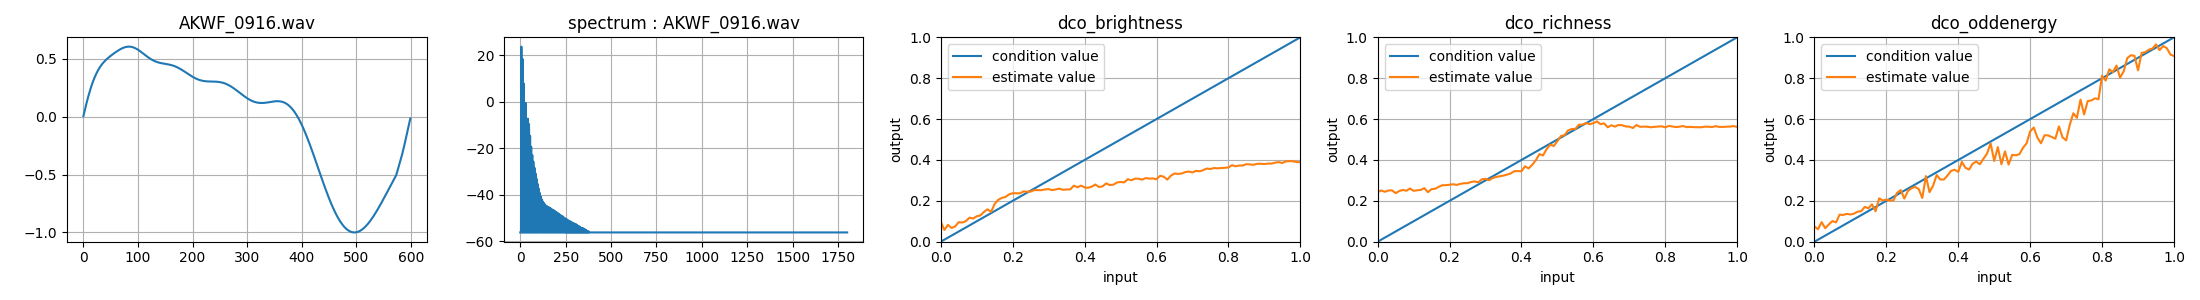 AKWF_0916.wav
0.5
0.0
−0.5
−1.0
0 100 200 300 400 500 600
spectrum : AKWF_0916.wav
20
0
−20
−40
−60
0 250 500 750 1000 1250 1500 1750
dco_brightness
condition value
estimate value
output
1.0
0.8
0.6
0.4
0.2
0.0
0.0 0.2 0.4 0.6 0.8 1.0
input
dco_richness
condition value
estimate value
output
1.0
0.8
0.6
0.4
0.2
0.0
0.0 0.2 0.4 0.6 0.8 1.0
input
dco_oddenergy
condition value
estimate value
output
1.0
0.8
0.6
0.4
0.2
0.0
0.0 0.2 0.4 0.6 0.8 1.0
input